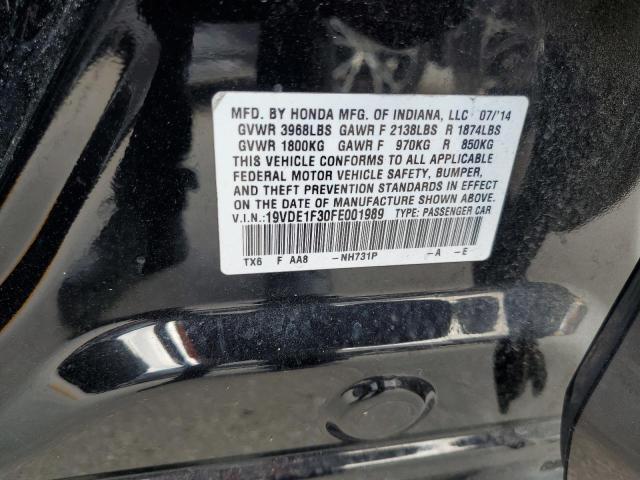 MFD. BY HONDA MFG. OF INDIANA, LLC 07/'14
GVWR 3968LBS GAWR F 2138LBS R 1874LBS
GVWR 1800KG GAWR F 970KG R 850KG
THIS VEHICLE CONFORMS TO ALL APPLICABLE
FEDERAL MOTOR VEHICLE SAFETY, BUMPER,
AND THEFT PREVENTION STANDARDS IN EFFECT
ON THE DATE OF MANUFACTURE SHOWN ABOVE.
V.I.N.:19VDE1F30FE001989 TYPE: PASSENGER CAR
TX6 F AA8 -NH731P -A -E